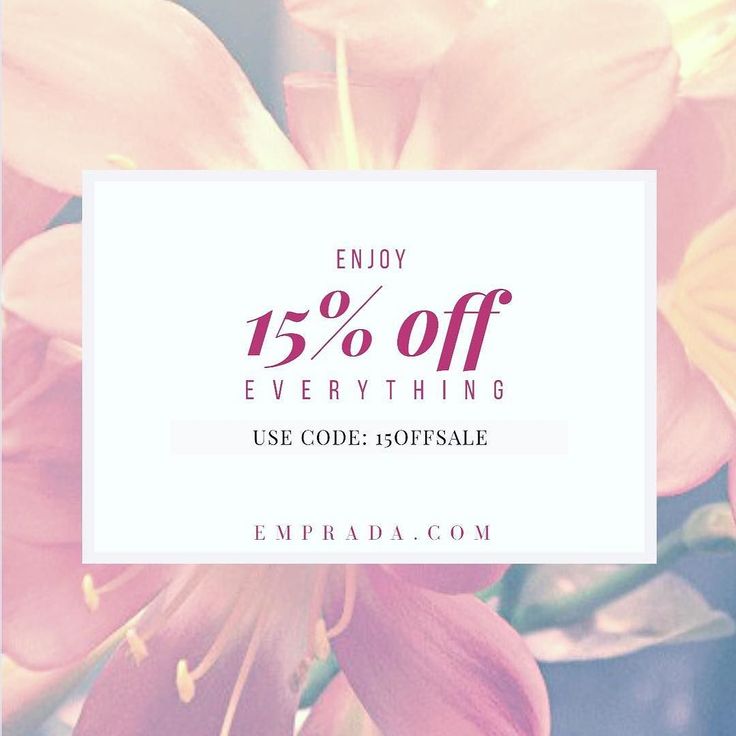 ENJOY
15% off
EVERYTHING
USE CODE: 15OFFSALE
EMPRADA.COM